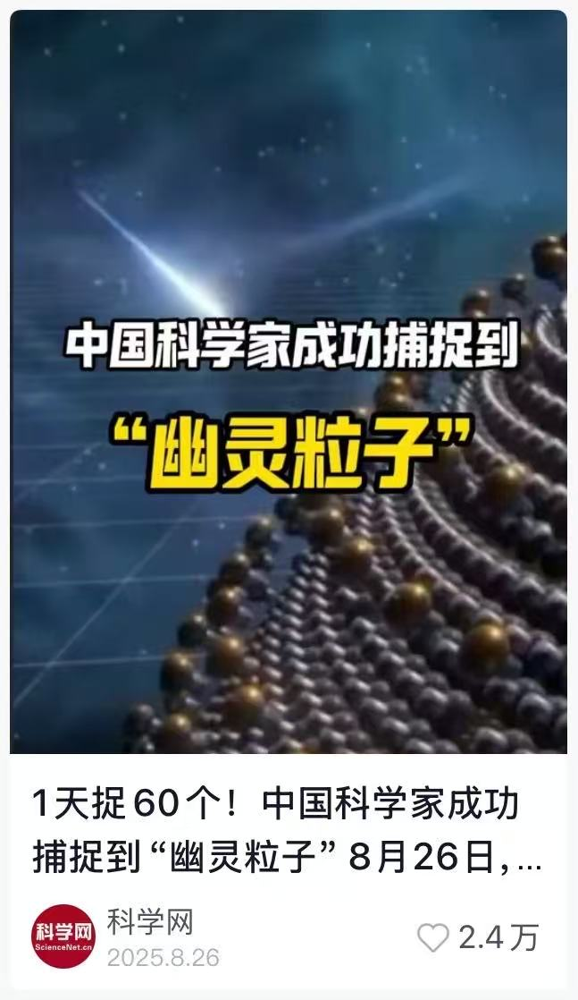 中国科学家成功捕捉到
“幽灵粒子”
1天捉60个！中国科学家成功
捕捉到“幽灵粒子”8月26日，...
科学网
ScienceNet.cn
科学网
2025.8.26
2.4万